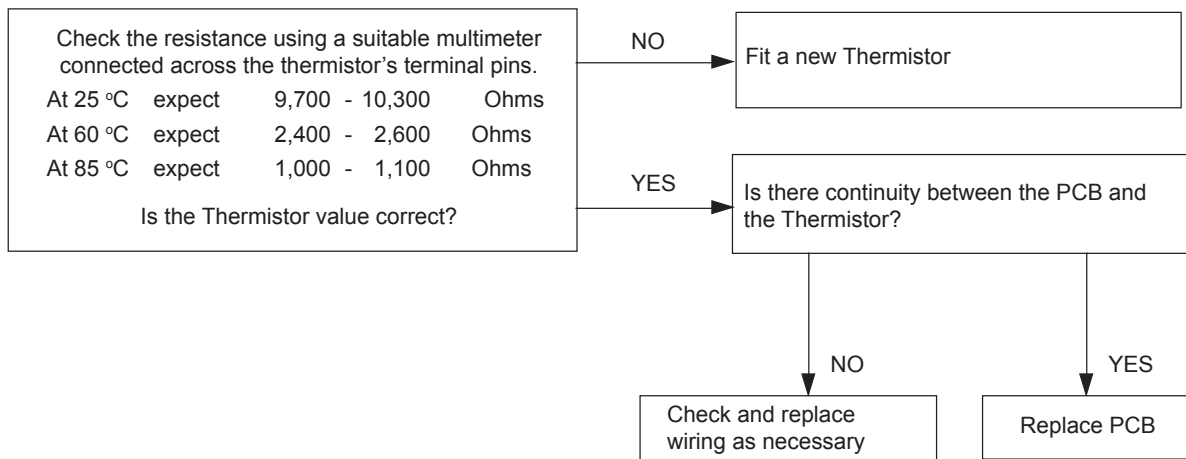 Check the resistance using a suitable multimeter
connected across the thermistor's terminal pins.
At 25 °C expect 9,700 - 10,300 Ohms
At 60 °C expect 2,400 - 2,600 Ohms
At 85 °C expect 1,000 - 1,100 Ohms
Is the Thermistor value correct?
NO
Fit a new Thermistor
YES
Is there continuity between the PCB and
the Thermistor?
NO
Check and replace
wiring as necessary
YES
Replace PCB